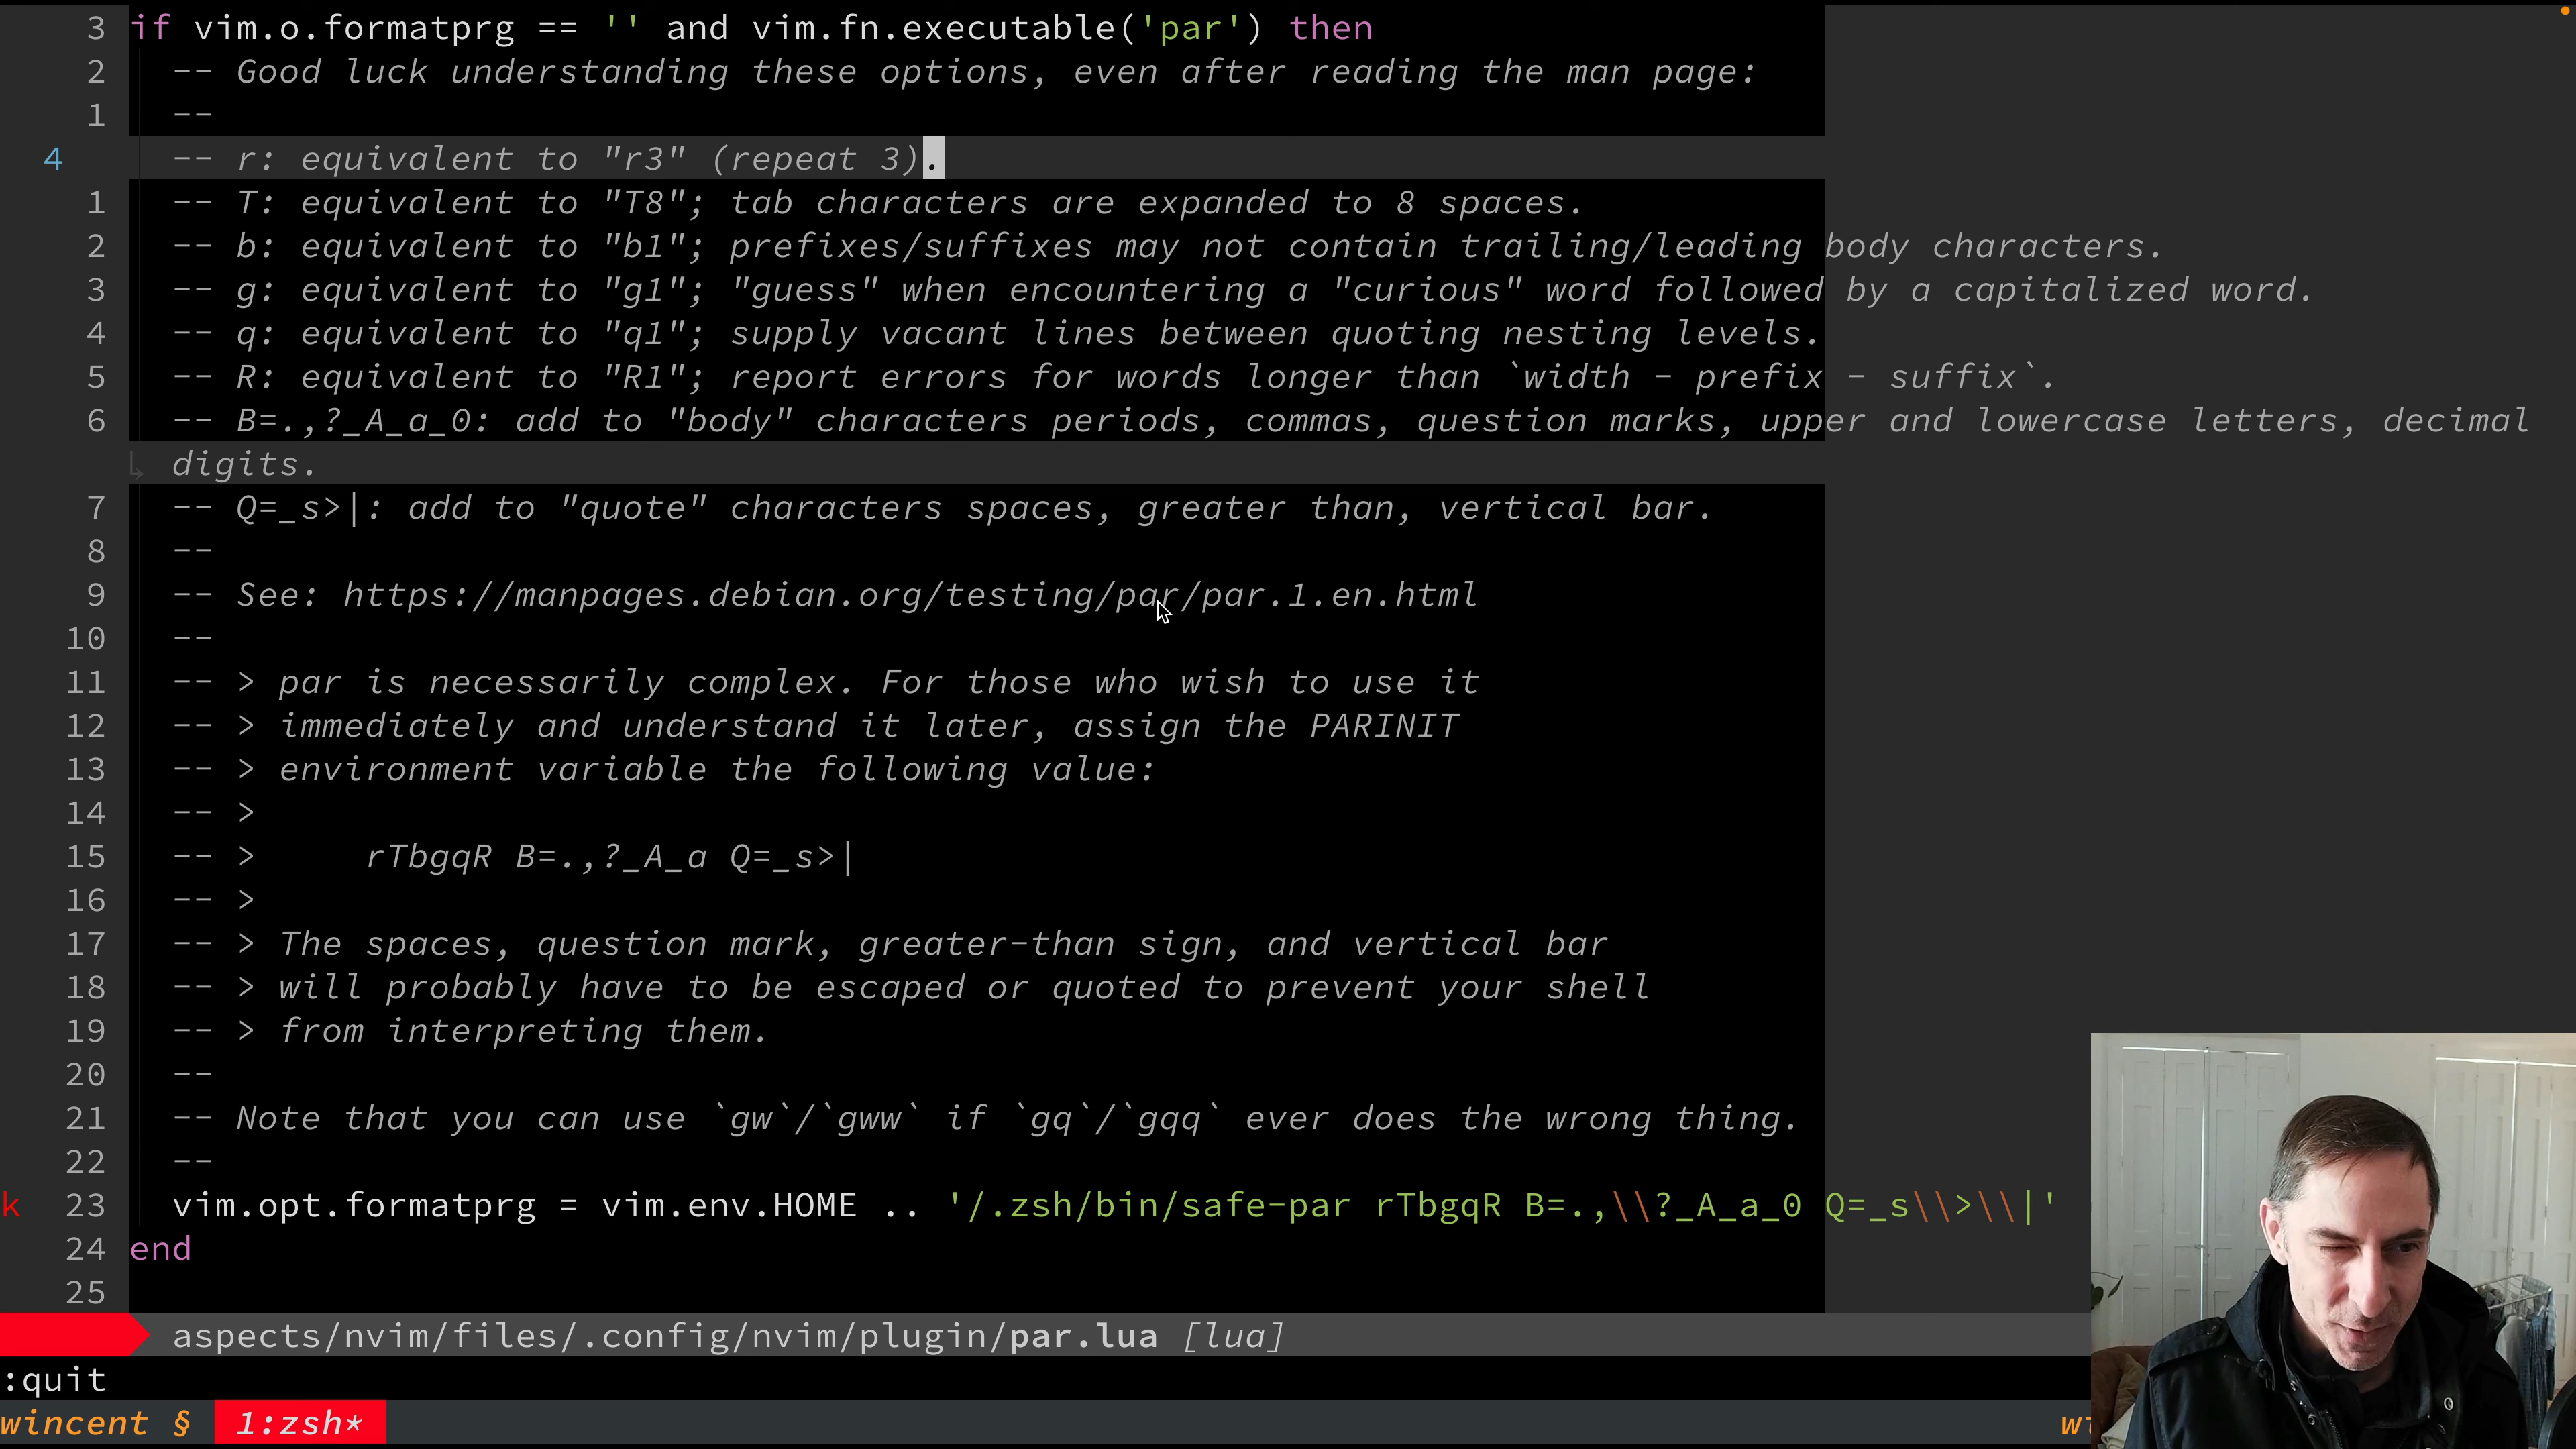 3 if vim.o.formatprg == '' and vim.fn.executable('par') then
2 -- Good luck understanding these options, even after reading the man page:
1 --
4 -- r: equivalent to "r3" (repeat 3).
1 -- T: equivalent to "T8"; tab characters are expanded to 8 spaces.
2 -- b: equivalent to "b1"; prefixes/suffixes may not contain trailing/leading body characters.
3 -- g: equivalent to "g1"; "guess" when encountering a "curious" word followed by a capitalized word.
4 -- q: equivalent to "q1"; supply vacant lines between quoting nesting levels.
5 -- R: equivalent to "R1"; report errors for words longer than `width - prefix - suffix`.
6 -- B=.,?_A_a_0: add to "body" characters periods, commas, question marks, upper and lowercase letters, decimal
↳ digits.
7 -- Q=_s>|: add to "quote" characters spaces, greater than, vertical bar.
8 --
9 -- See: https://manpages.debian.org/testing/par/par.1.en.html
10 --
11 -- > par is necessarily complex. For those who wish to use it
12 -- > immediately and understand it later, assign the PARINIT
13 -- > environment variable the following value:
14 -- >
15 -- >     rTbgqR B=.,?_A_a Q=_s>|
16 -- >
17 -- > The spaces, question mark, greater-than sign, and vertical bar
18 -- > will probably have to be escaped or quoted to prevent your shell
19 -- > from interpreting them.
20 --
21 -- Note that you can use `gw`/`gww` if `gq`/`gqq` ever does the wrong thing.
22 --
k 23 vim.opt.formatprg = vim.env.HOME .. '/.zsh/bin/safe-par rTbgqR B=.,\\?_A_a_0 Q=_s\\>\\|'
24 end
25
aspects/nvim/files/.config/nvim/plugin/par.lua [lua]
:quit
wincent § 1:zsh*